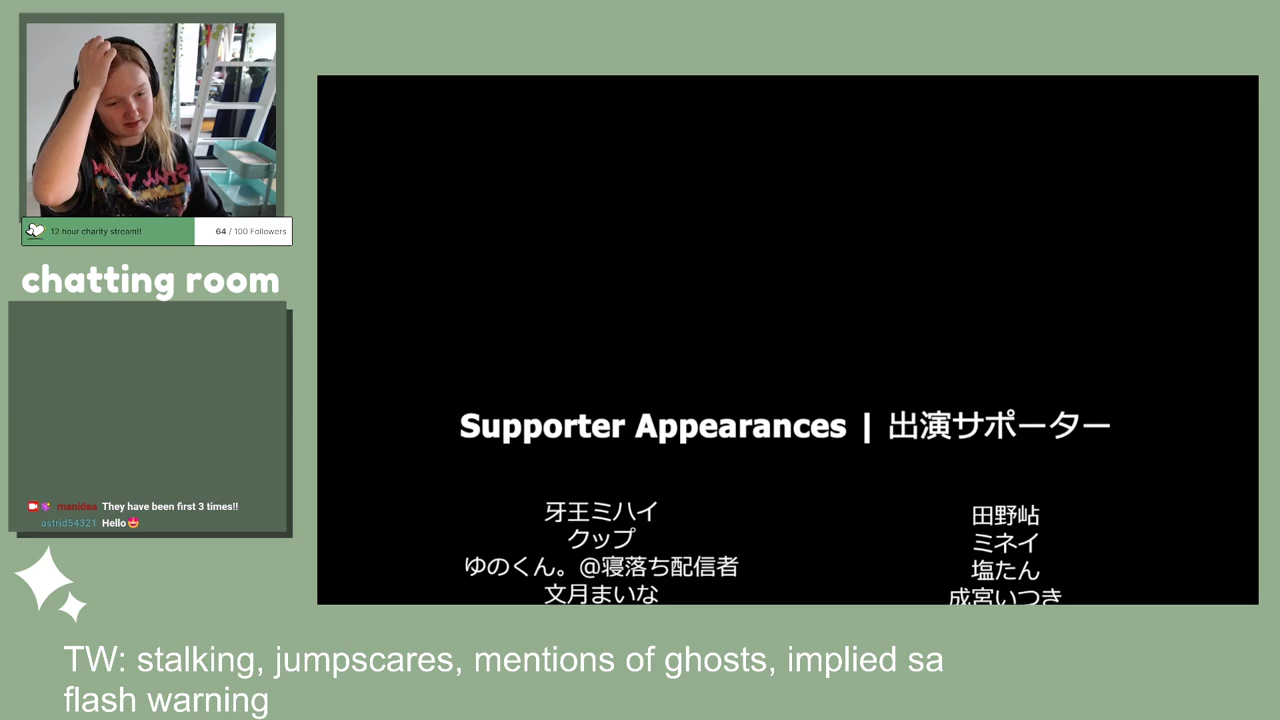 12 hour charity stream!!
64 / 100 Followers
chatting room
manidea They have been first 3 times!!
astrid54321 Hello
Supporter Appearances | 出演サポーター
牙王ミハイ
クップ
ゆのくん。@寝落ち配信者
文月まいな
田野岾
ミネイ
塩たん
成宮いつき
TW: stalking, jumpscares, mentions of ghosts, implied sa
flash warning